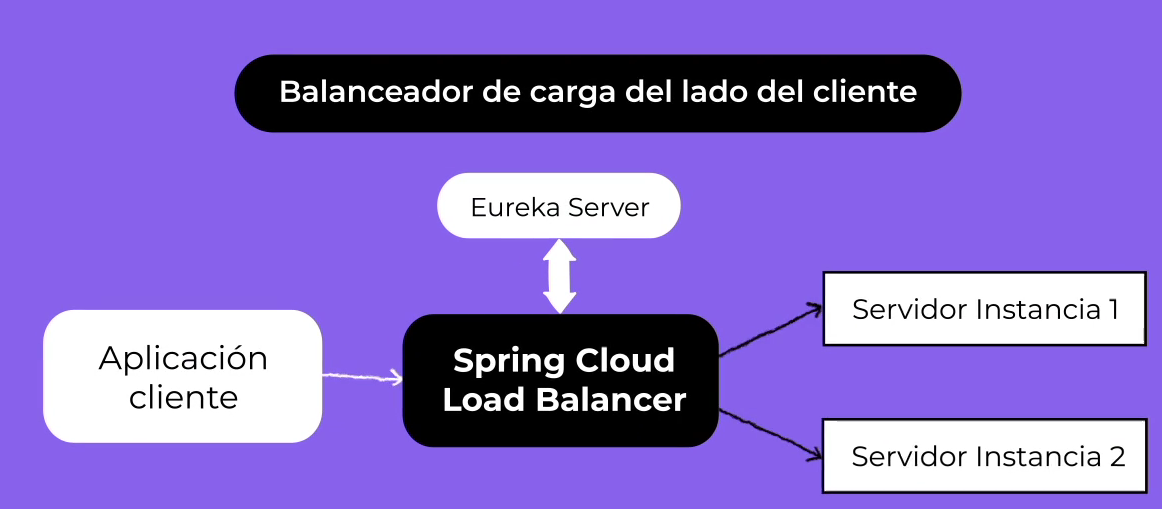 Balanceador de carga del lado del cliente
Eureka Server
Aplicación
cliente
Spring Cloud
Load Balancer
Servidor Instancia 1
Servidor Instancia 2